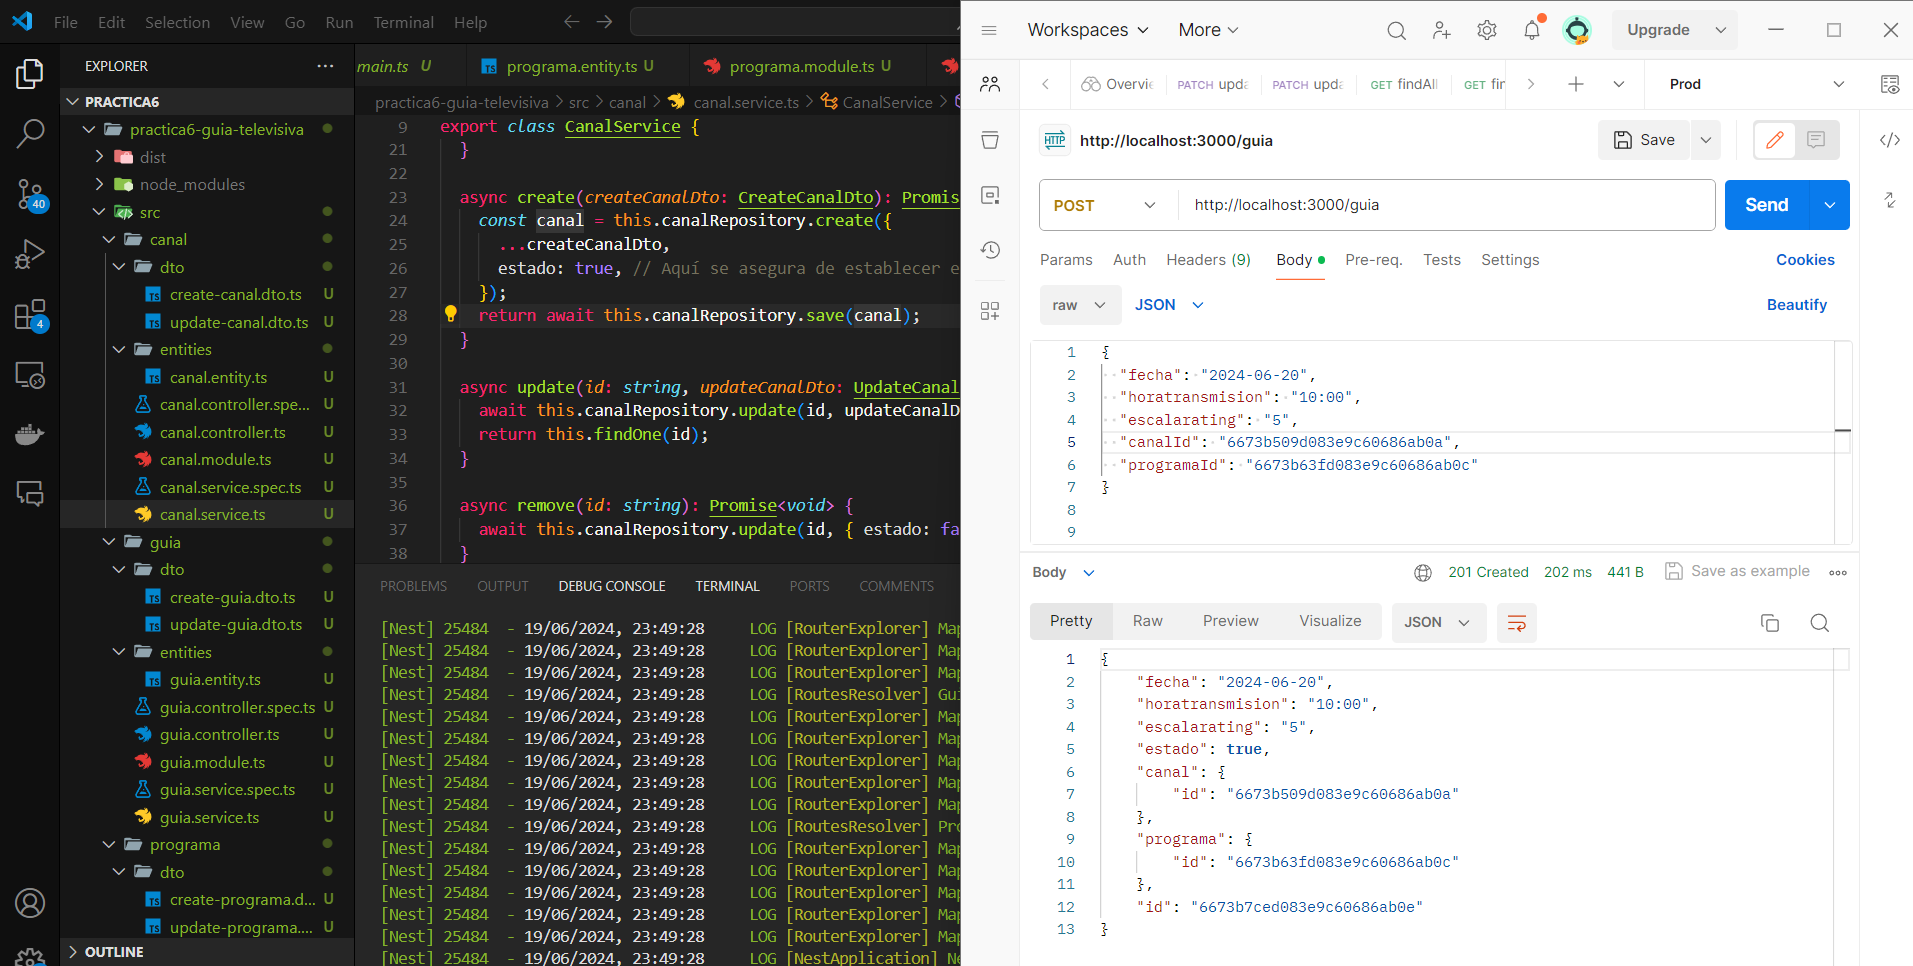 File Edit Selection View Go Run Terminal Help
EXPLORER
PRACTICA6
practica6-guia-televisiva
dist
node_modules
src
canal
dto
create-canal.dto.ts U
update-canal.dto.ts U
entities
canal.entity.ts U
canal.controller.spe... U
canal.controller.ts U
canal.module.ts U
canal.service.spec.ts U
canal.service.ts U
guia
dto
create-guia.dto.ts U
update-guia.dto.ts U
entities
guia.entity.ts U
guia.controller.spec.ts U
guia.controller.ts U
guia.module.ts U
guia.service.spec.ts U
guia.service.ts U
programa
dto
create-programa.d... U
update-programa.... U
OUTLINE
40
4
main.ts U programa.entity.ts U programa.module.ts U
practica6-guia-televisiva > src > canal > canal.service.ts > CanalService >
9 export class CanalService {
21 }
22
23 async create(createCanalDto: CreateCanalDto): Promis
24 const canal = this.canalRepository.create({
25 ...createCanalDto,
26 estado: true, // Aquí se asegura de establecer e
27 });
28 return await this.canalRepository.save(canal);
29 }
30
31 async update(id: string, updateCanalDto: UpdateCanal
32 await this.canalRepository.update(id, updateCanalD
33 return this.findOne(id);
34 }
35
36 async remove(id: string): Promise<void> {
37 await this.canalRepository.update(id, { estado: fa
38 }
PROBLEMS OUTPUT DEBUG CONSOLE TERMINAL PORTS COMMENTS
[Nest] 25484 - 19/06/2024, 23:49:28 LOG [RouterExplorer] Map
[Nest] 25484 - 19/06/2024, 23:49:28 LOG [RouterExplorer] Map
[Nest] 25484 - 19/06/2024, 23:49:28 LOG [RouterExplorer] Map
[Nest] 25484 - 19/06/2024, 23:49:28 LOG [RoutesResolver] Gui
[Nest] 25484 - 19/06/2024, 23:49:28 LOG [RouterExplorer] Map
[Nest] 25484 - 19/06/2024, 23:49:28 LOG [RouterExplorer] Map
[Nest] 25484 - 19/06/2024, 23:49:28 LOG [RouterExplorer] Map
[Nest] 25484 - 19/06/2024, 23:49:28 LOG [RouterExplorer] Map
[Nest] 25484 - 19/06/2024, 23:49:28 LOG [RouterExplorer] Map
[Nest] 25484 - 19/06/2024, 23:49:28 LOG [RoutesResolver] Pro
[Nest] 25484 - 19/06/2024, 23:49:28 LOG [RouterExplorer] Map
[Nest] 25484 - 19/06/2024, 23:49:28 LOG [RouterExplorer] Map
[Nest] 25484 - 19/06/2024, 23:49:28 LOG [RouterExplorer] Map
[Nest] 25484 - 19/06/2024, 23:49:28 LOG [RouterExplorer] Map
[Nest] 25484 - 19/06/2024, 23:49:28 LOG [RouterExplorer] Map
[Nest] 25484 - 19/06/2024, 23:49:28 LOG [NestApplication] Ne
Workspaces More Upgrade
Overvie PATCH upda PATCH upda GET findAll GET fin Prod
HTTP http://localhost:3000/guia Save
POST http://localhost:3000/guia Send
Params Auth Headers (9) Body Pre-req. Tests Settings Cookies
raw JSON Beautify
1 {
2 "fecha": "2024-06-20",
3 "horatransmision": "10:00",
4 "escalarating": "5",
5 "canalId": "6673b509d083e9c60686ab0a",
6 "programaId": "6673b63fd083e9c60686ab0c"
7 }
8
9
Body 201 Created 202 ms 441 B Save as example
Pretty Raw Preview Visualize JSON
1 {
2 "fecha": "2024-06-20",
3 "horatransmision": "10:00",
4 "escalarating": "5",
5 "estado": true,
6 "canal": {
7 "id": "6673b509d083e9c60686ab0a"
8 },
9 "programa": {
10 "id": "6673b63fd083e9c60686ab0c"
11 },
12 "id": "6673b7ced083e9c60686ab0e"
13 }